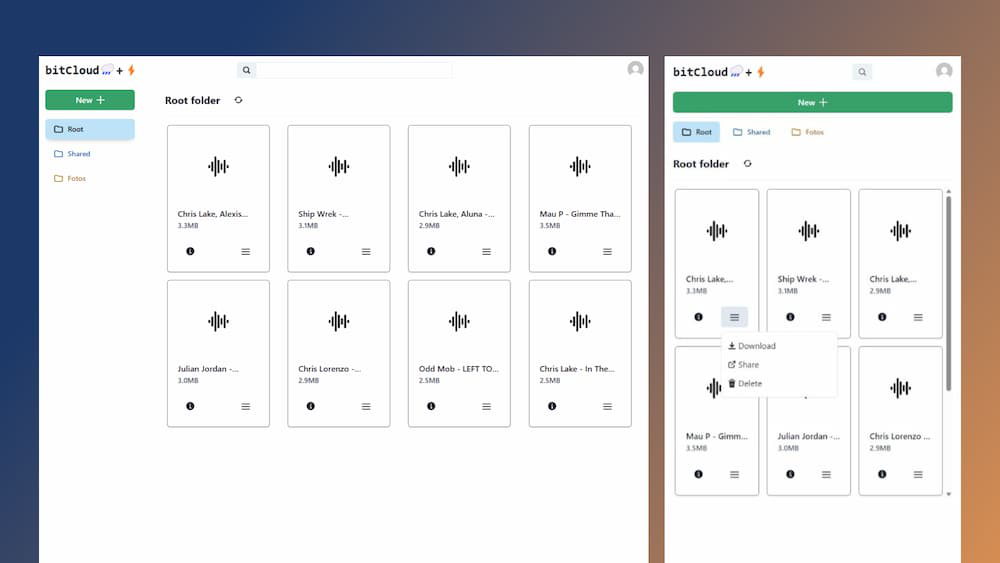 bitCloud🌧️+⚡
New +
Root folder
Root
Shared
Fotos
Chris Lake, Alexis...
3.3MB
Ship Wrek -...
3.1MB
Chris Lake, Aluna -...
2.9MB
Mau P - Gimme Tha...
3.5MB
Julian Jordan -...
3.0MB
Chris Lorenzo -...
2.9MB
Odd Mob - LEFT TO...
2.5MB
Chris Lake - In The...
2.5MB
bitCloud🌧️+⚡
New +
Root
Shared
Fotos
Root folder
Chris Lake,...
3.3MB
Ship Wrek -...
3.1MB
Chris Lake,...
2.9MB
Download
Share
Delete
Mau P - Gimm...
3.5MB
Julian Jordan -...
3.0MB
Chris Lorenzo ...
2.9MB